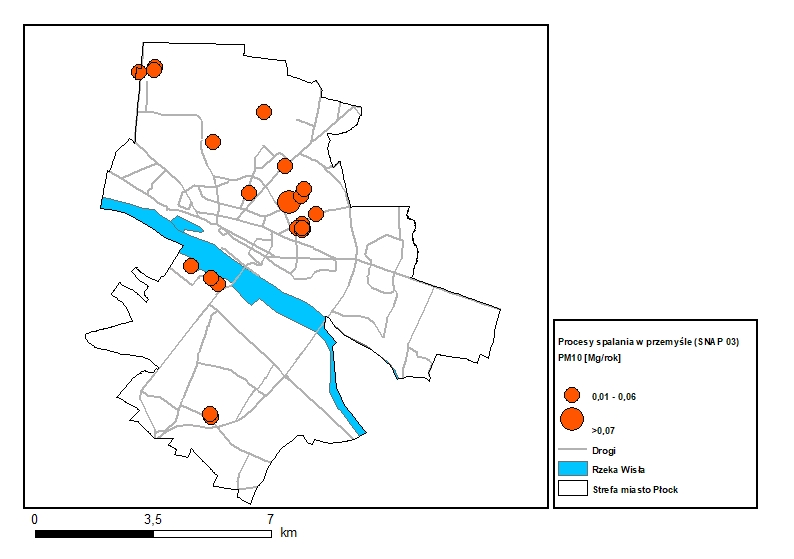 Procesy spalania w przemyśle (SNAP 03)
PM10 [Mg/rok]
0,01 - 0,06
>0,07
Drogi
Rzeka Wisła
Strefa miasto Płock
0 3,5 7
km